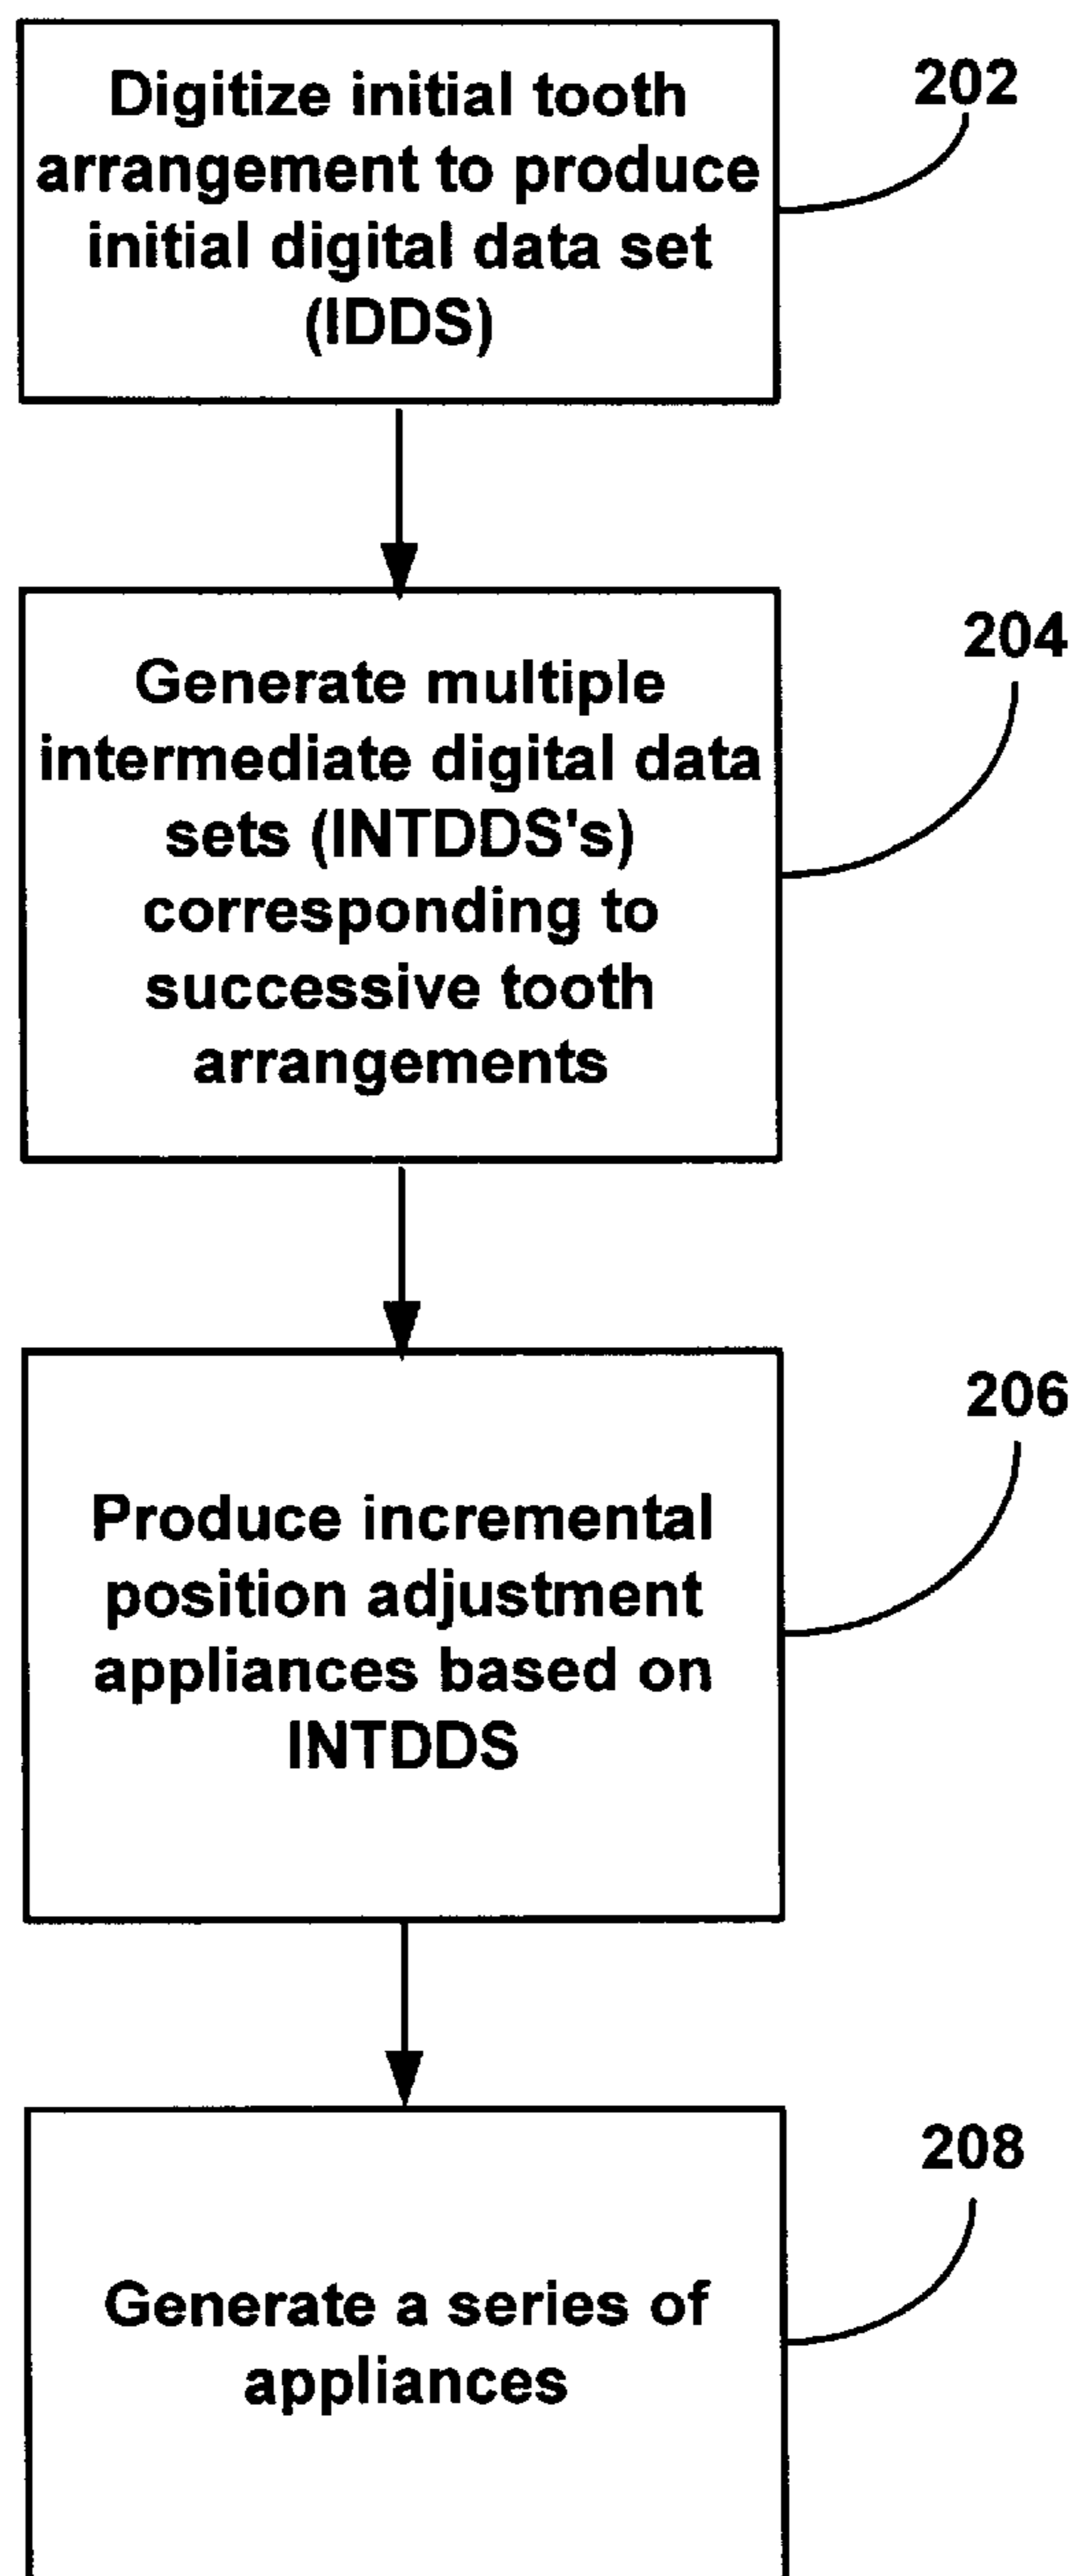 Digitize initial tooth
arrangement to produce
initial digital data set
(IDDS)
202
Generate multiple
intermediate digital data
sets (INTDDS's)
corresponding to
successive tooth
arrangements
204
Produce incremental
position adjustment
appliances based on
INTDDS
206
Generate a series of
appliances
208